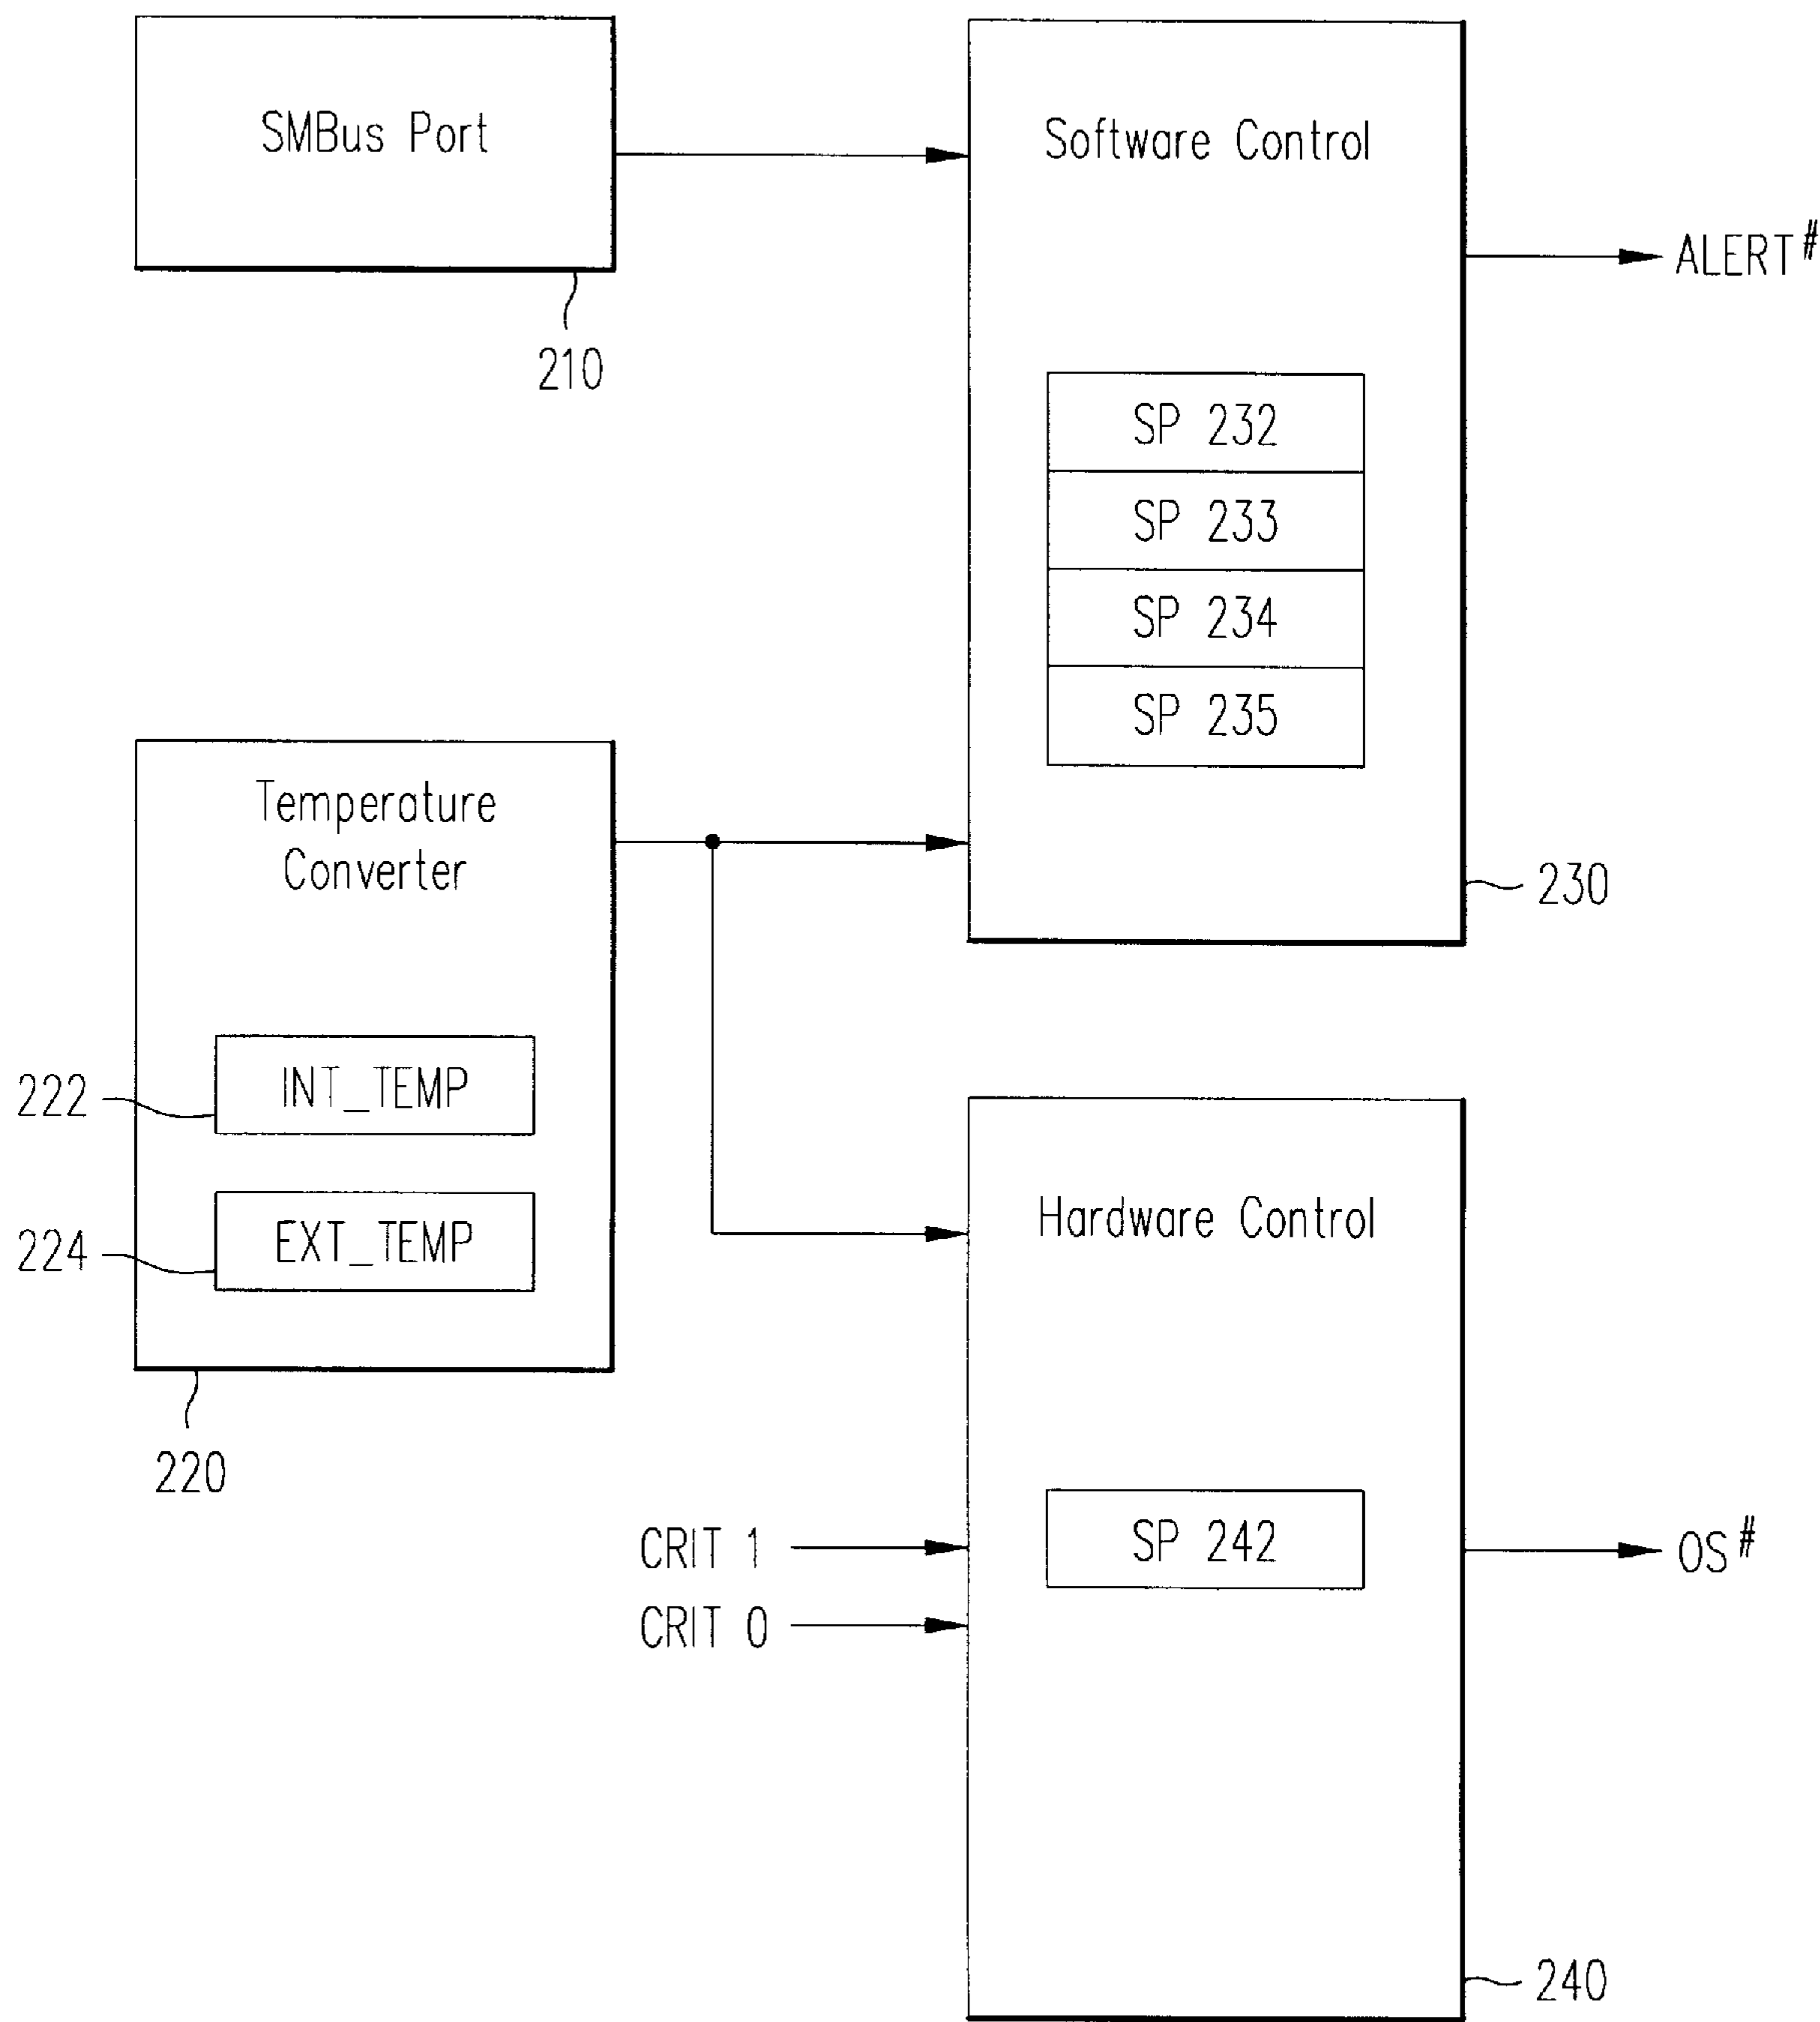 SMBus Port
210
Software Control
ALERT#
SP 232
SP 233
SP 234
SP 235
230
Temperature
Converter
222
INT_TEMP
224
EXT_TEMP
220
Hardware Control
CRIT 1
CRIT 0
SP 242
OS#
240